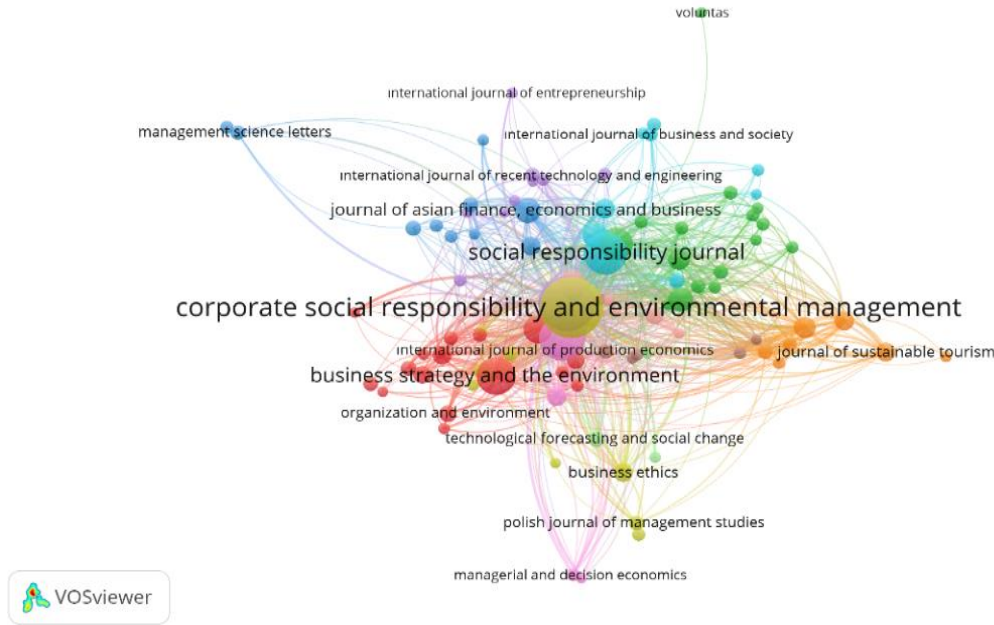 voluntas
international journal of entrepreneurship
management science letters
international journal of business and society
international journal of recent technology and engineering
journal of asian finance, economics and business
social responsibility journal
corporate social responsibility and environmental management
international journal of production economics
journal of sustainable tourism
business strategy and the environment
organization and environment
technological forecasting and social change
business ethics
polish journal of management studies
managerial and decision economics
VOSviewer